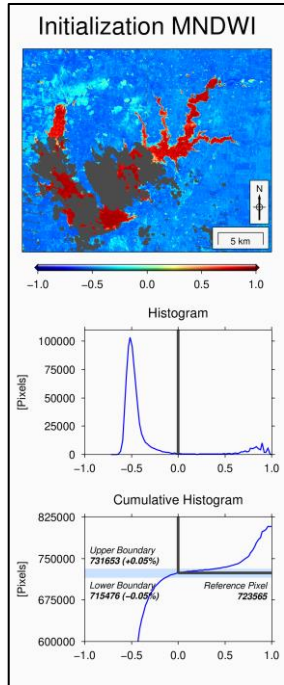 Initialization MNDWI
N
5 km
−1.0 −0.5 0.0 0.5 1.0
Histogram
[Pixels]
100000
75000
50000
25000
0
−1.0 −0.5 0.0 0.5 1.0
Cumulative Histogram
[Pixels]
825000
750000
675000
600000
Upper Boundary
731653 (+0.05%)
Lower Boundary
715476 (−0.05%)
Reference Pixel
723565
−1.0 −0.5 0.0 0.5 1.0